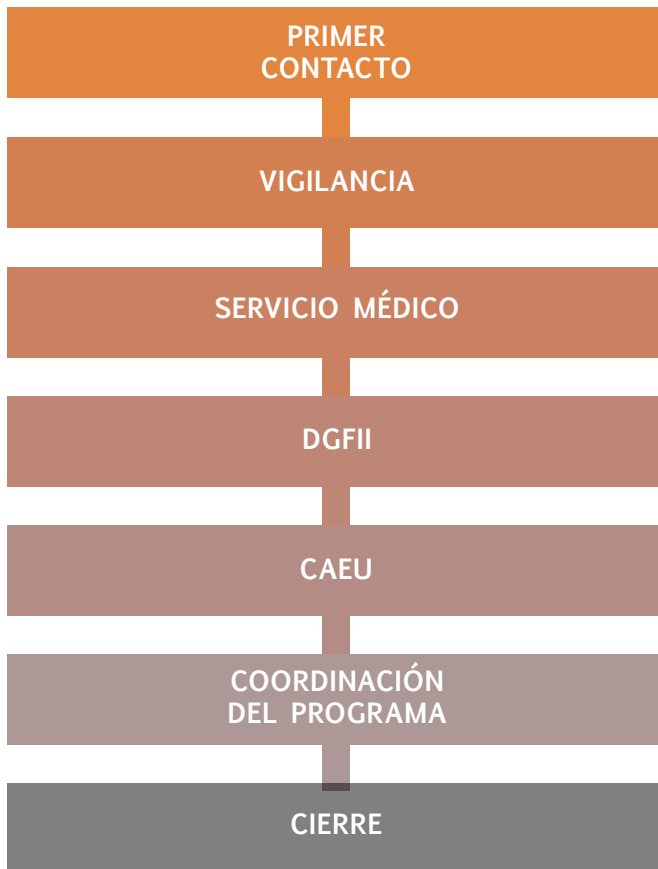 PRIMER
CONTACTO
VIGILANCIA
SERVICIO MÉDICO
DGFII
CAEU
COORDINACIÓN
DEL PROGRAMA
CIERRE